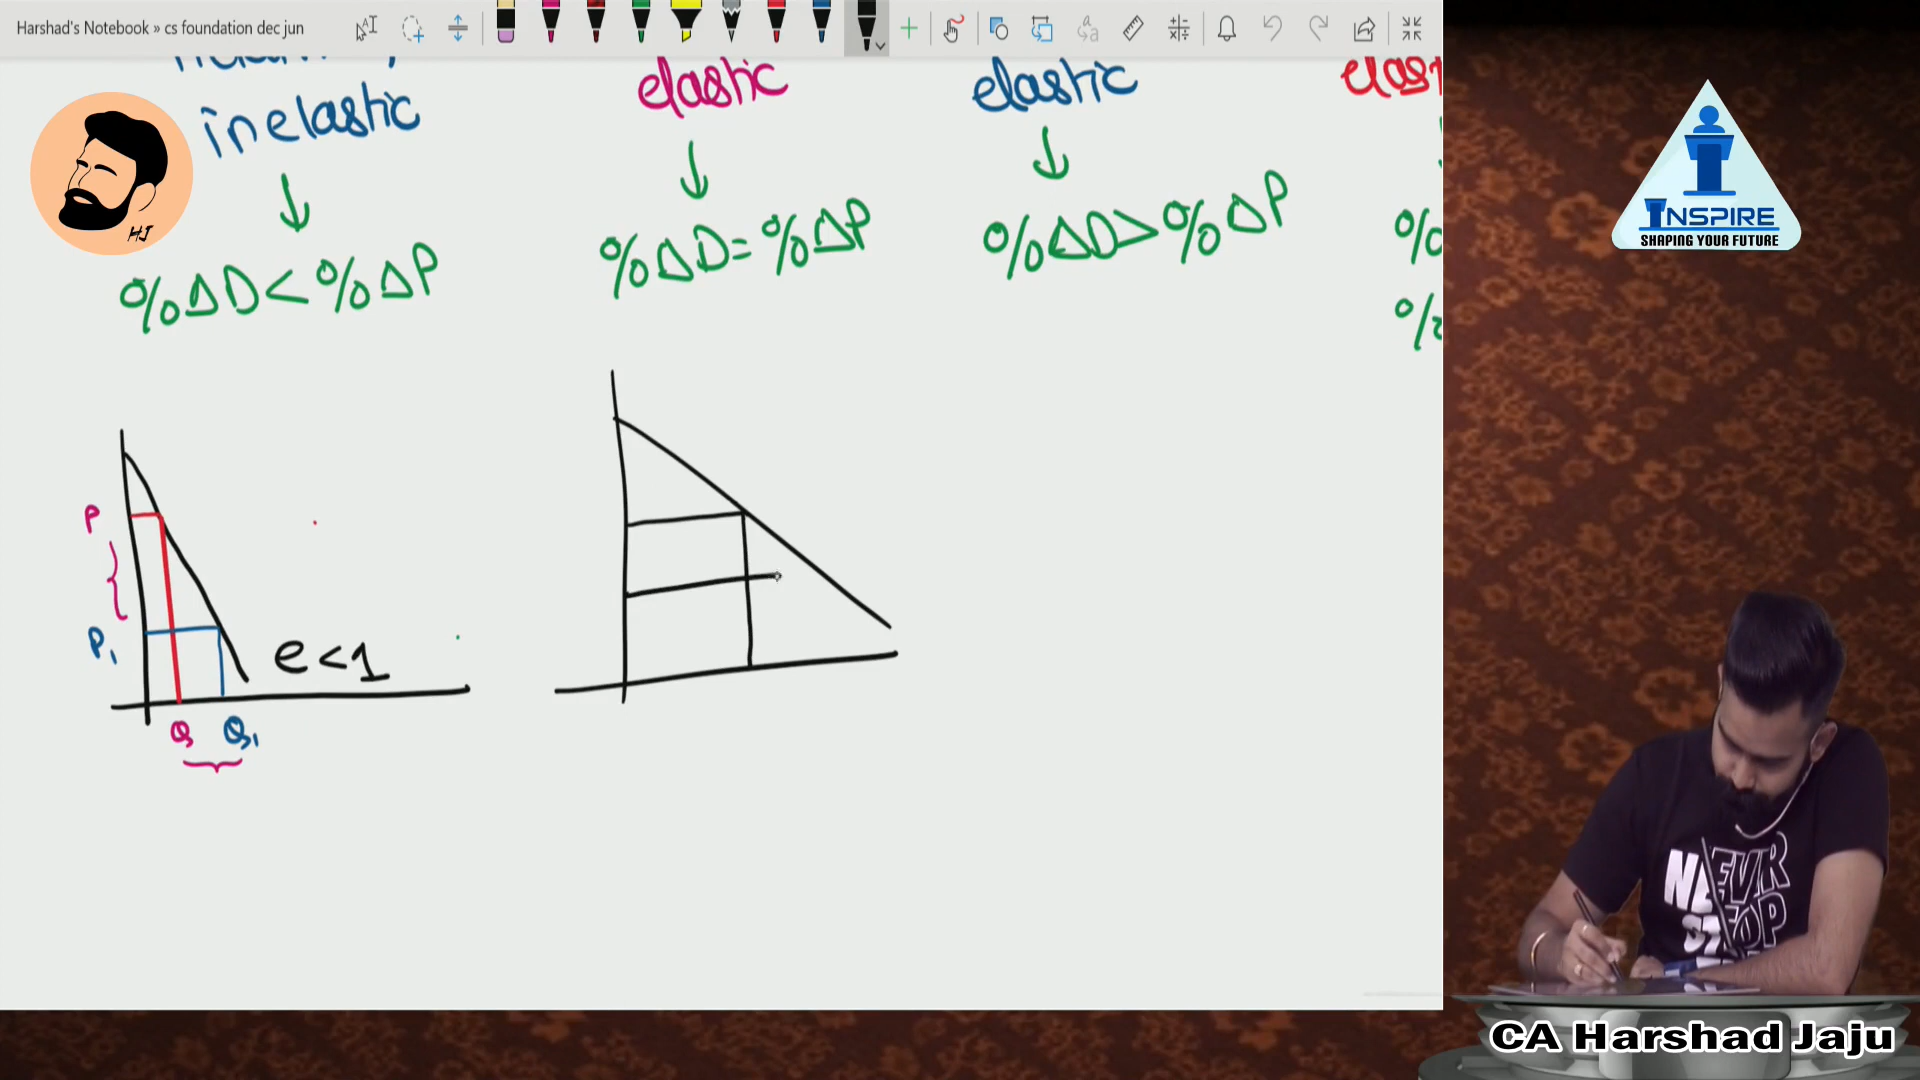 Harshad's Notebook » cs foundation dec jun
inelastic
elastic
elastic
%ΔD<%ΔP
%ΔD=%ΔP
%ΔD>%ΔP
P
P1
e<1
Q Q1
INSPIRE
SHAPING YOUR FUTURE
HJ
CA Harshad Jaju